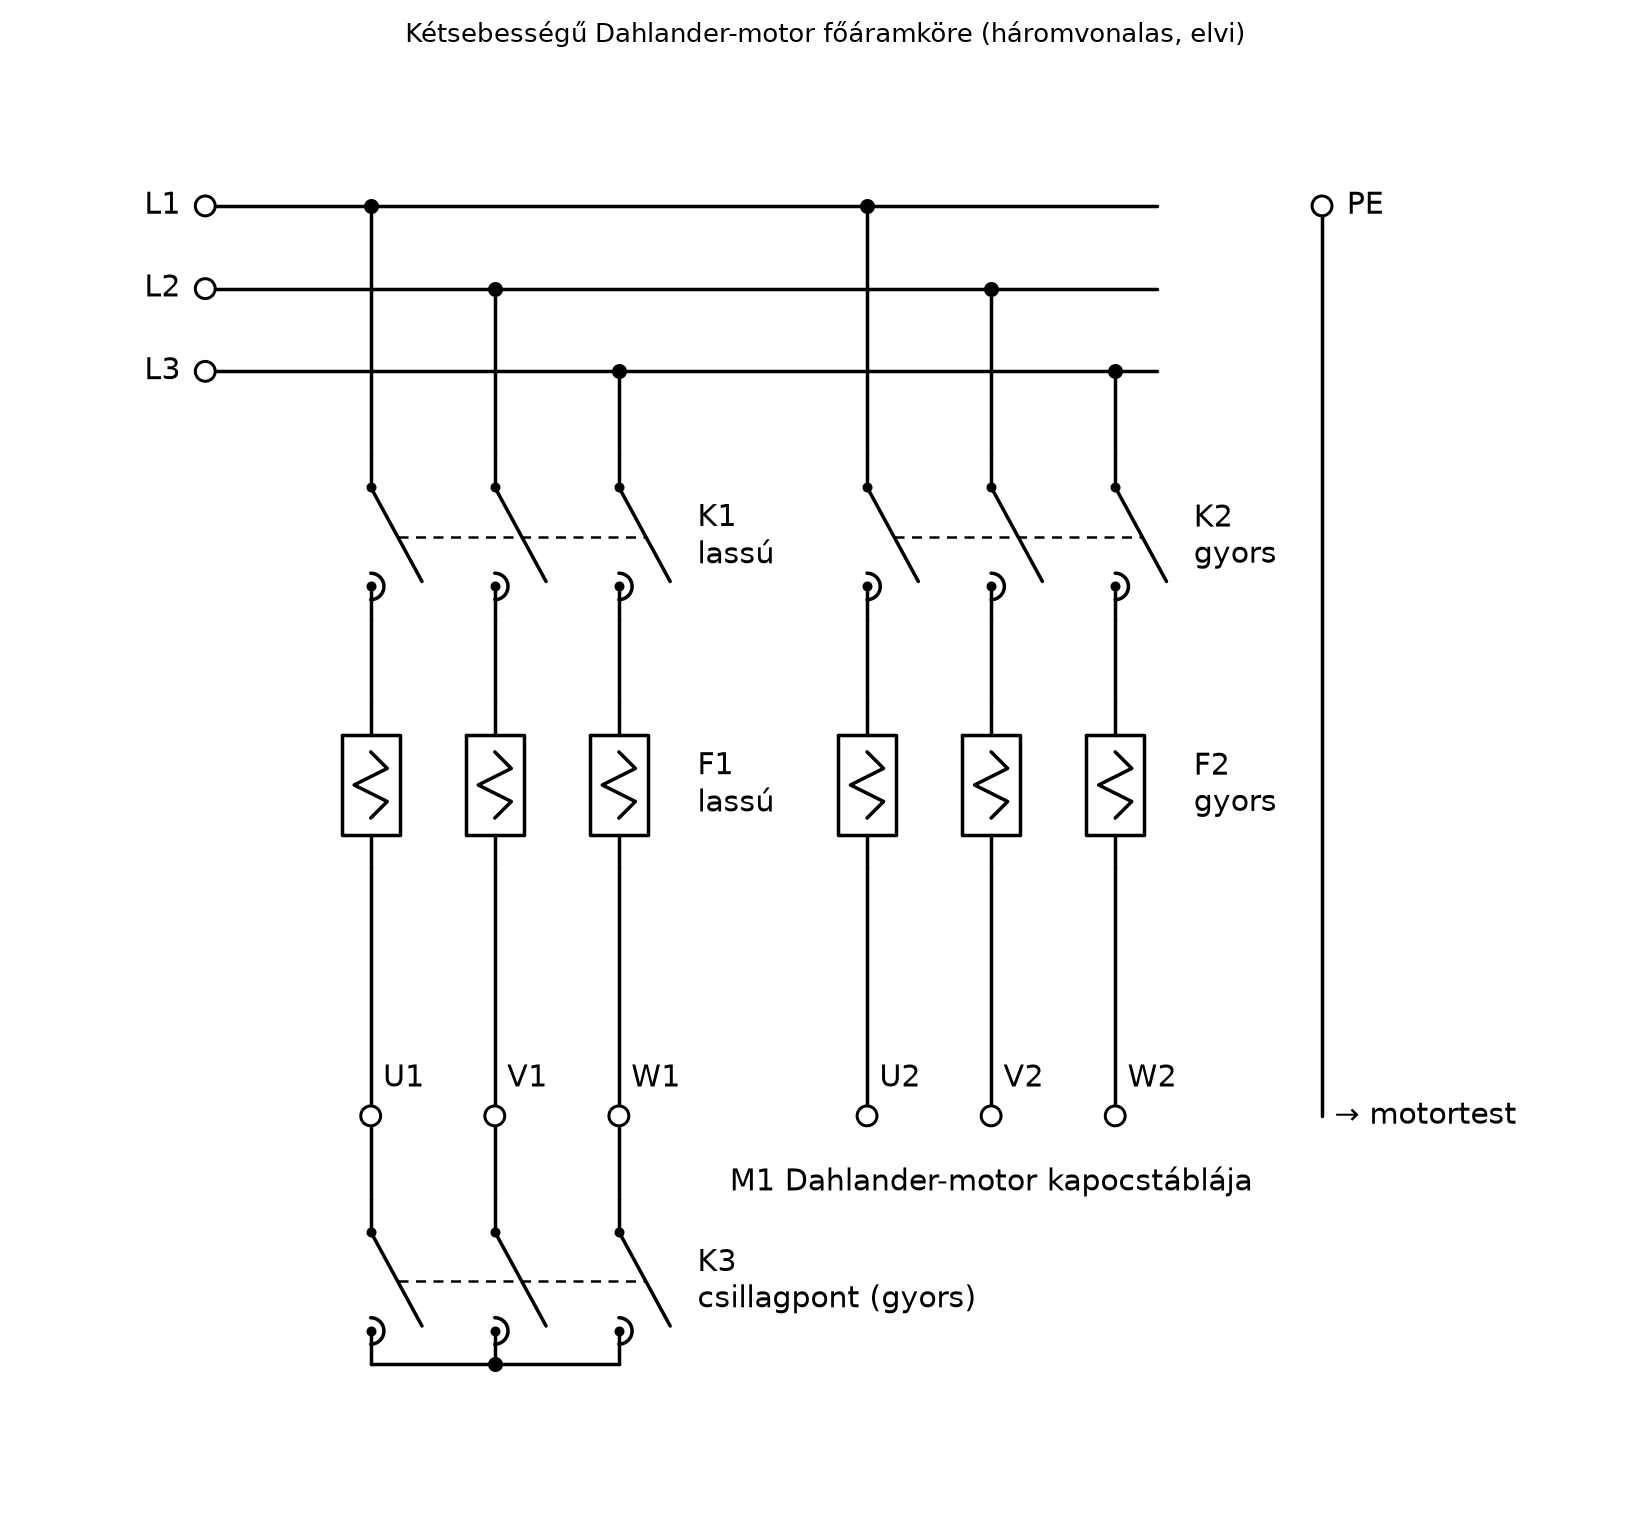 Kétsebességű Dahlander-motor főáramköre (háromvonalas, elvi)
L1
PE
L2
L3
K1
lassú
K2
gyors
F1
lassú
F2
gyors
U1
V1
W1
U2
V2
W2
→ motortest
M1 Dahlander-motor kapocstáblája
K3
csillagpont (gyors)